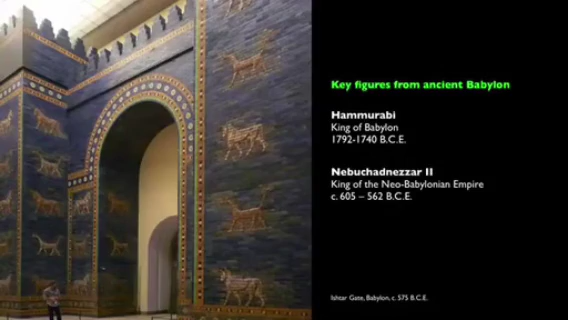 Key figures from ancient Babylon
Hammurabi
King of Babylon
1792-1740 B.C.E.
Nebuchadnezzar II
King of the Neo-Babylonian Empire
c. 605 – 562 B.C.E.
Ishtar Gate, Babylon, c. 575 B.C.E.